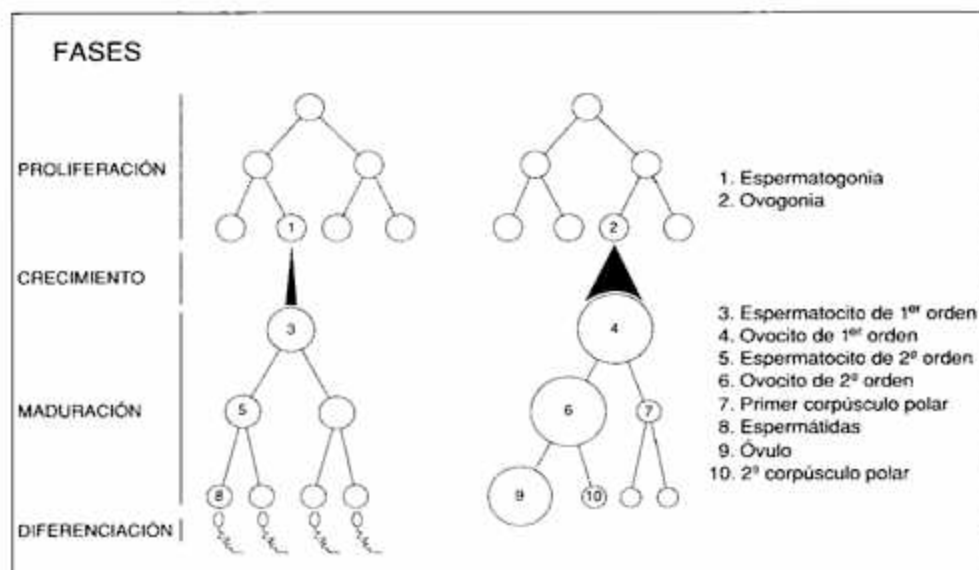 FASES
PROLIFERACIÓN
1. Espermatogonia
2. Ovogonia
1
2
CRECIMIENTO
3
4
3. Espermatocito de 1er orden
4. Ovocito de 1er orden
5. Espermatocito de 2º orden
6. Ovocito de 2º orden
7. Primer corpúsculo polar
8. Espermátidas
9. Óvulo
10. 2º corpúsculo polar
MADURACIÓN
5
6
7
8
9
10
DIFERENCIACIÓN